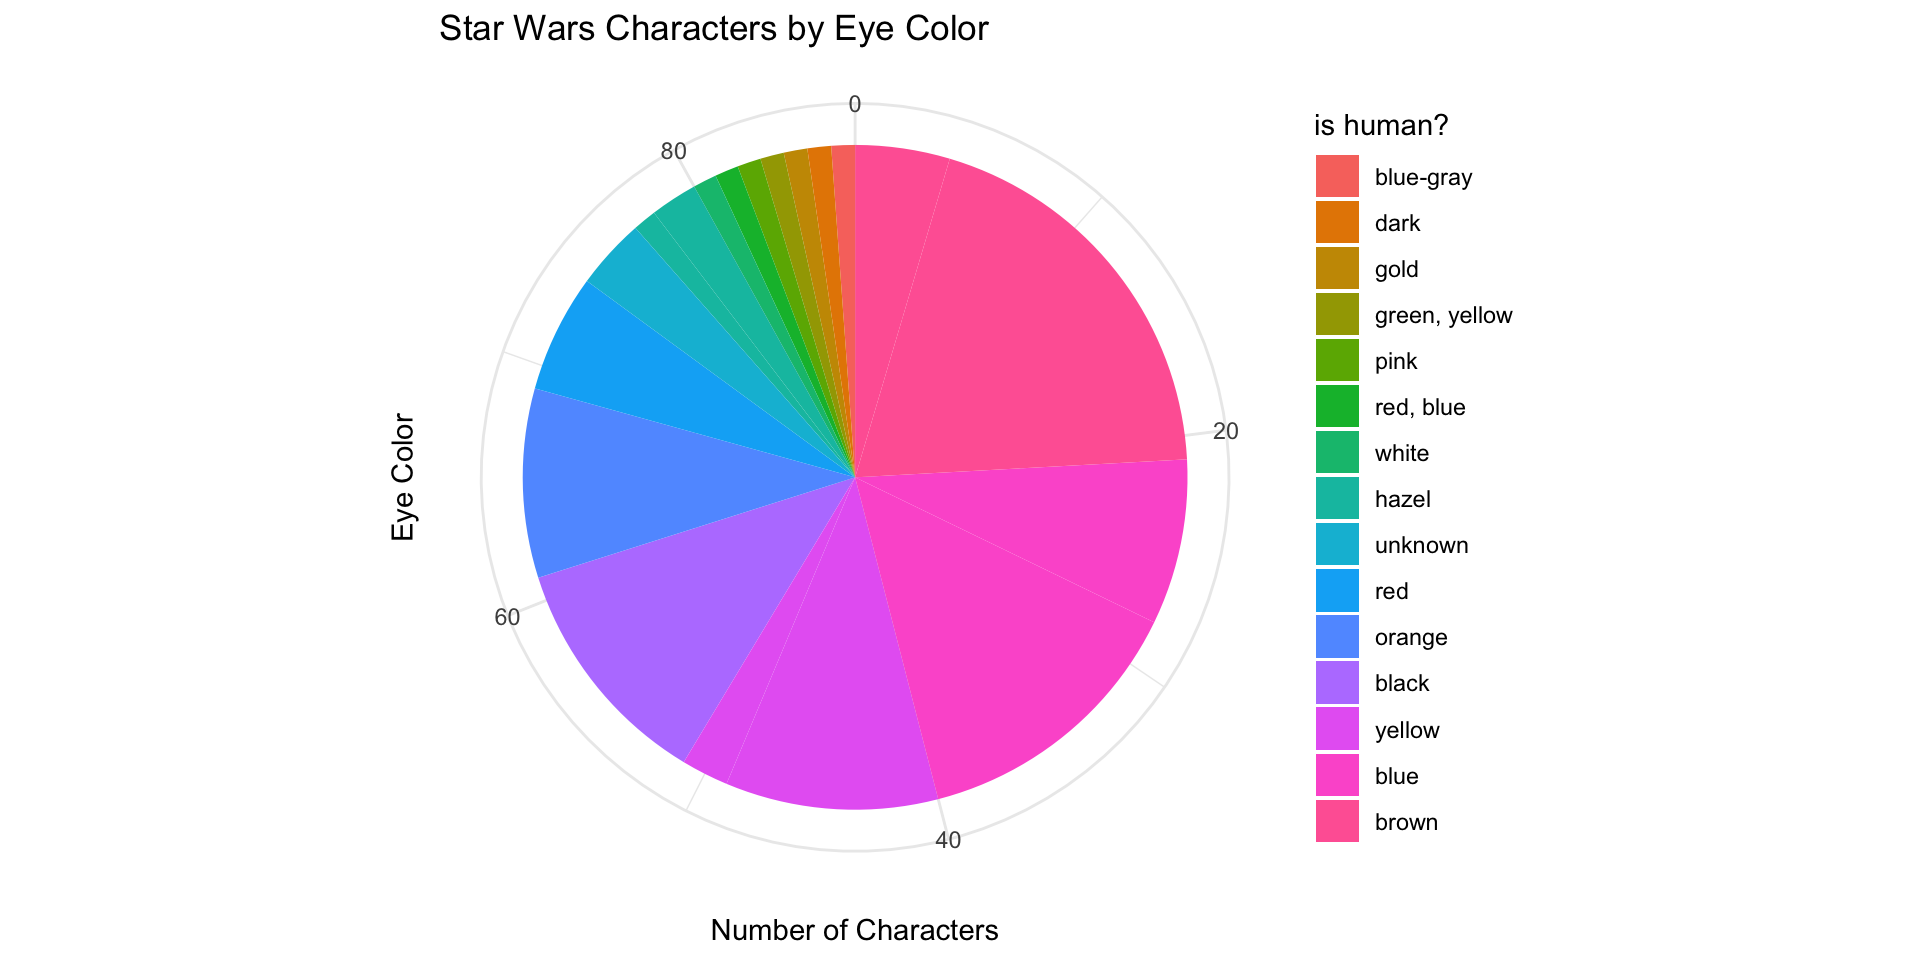 Star Wars Characters by Eye Color
0
80
20
60
40
Eye Color
Number of Characters
is human?
blue-gray
dark
gold
green, yellow
pink
red, blue
white
hazel
unknown
red
orange
black
yellow
blue
brown